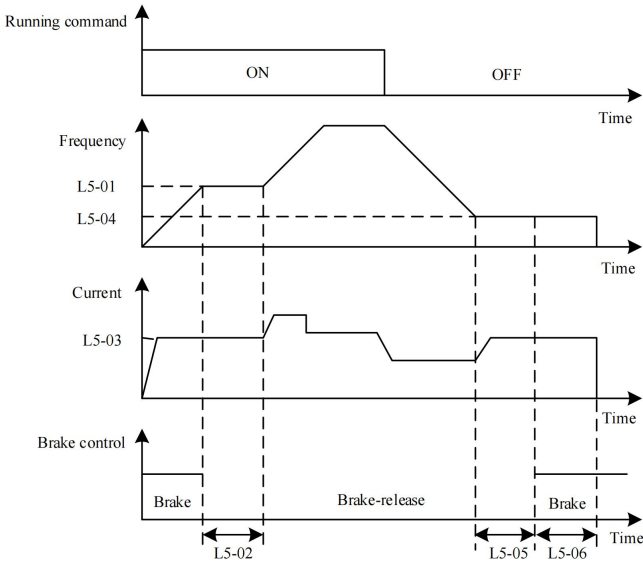 Running command
ON
OFF
Time
Frequency
L5-01
L5-04
Time
Current
L5-03
Time
Brake control
Brake
Brake-release
Brake
Time
L5-02
L5-05
L5-06